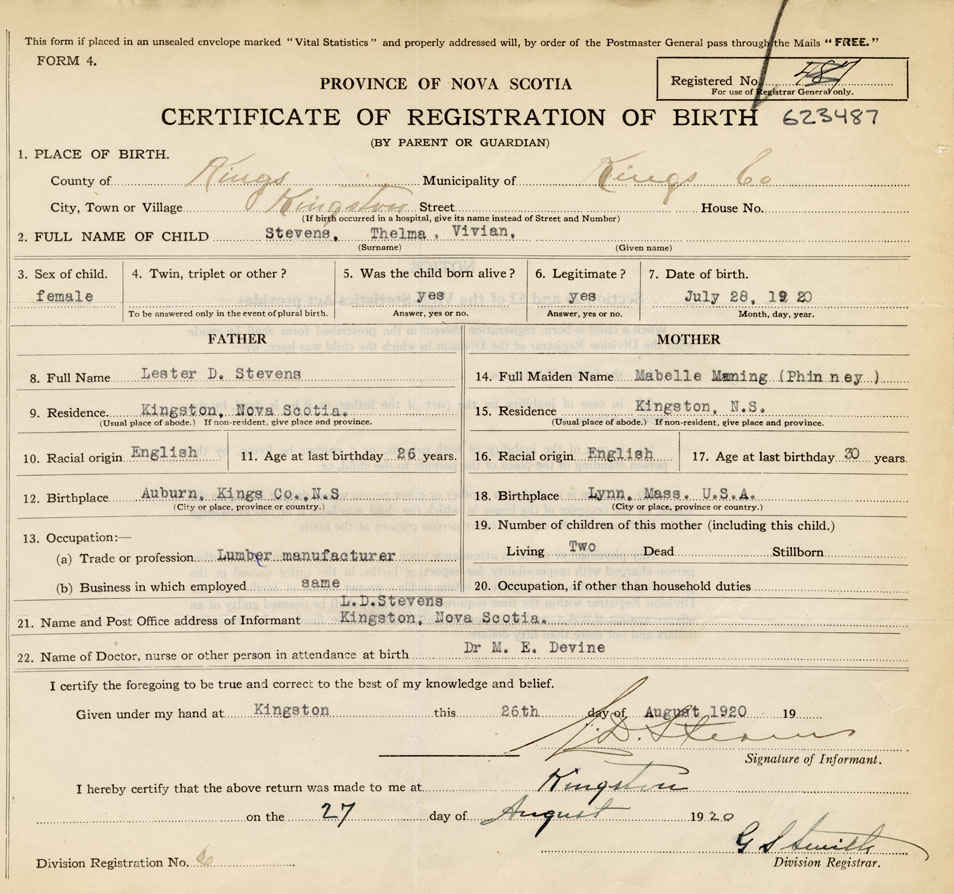 This form if placed in an unsealed envelope marked "Vital Statistics" and properly addressed will, by order of the Postmaster General pass through the Mails "FREE."
FORM 4.
Registered No. 487
For use of Registrar General only.
PROVINCE OF NOVA SCOTIA
CERTIFICATE OF REGISTRATION OF BIRTH 623487
(BY PARENT OR GUARDIAN)
1. PLACE OF BIRTH.
County of Kings Municipality of Kings Co
City, Town or Village Kingston Street House No.
(If birth occurred in a hospital, give its name instead of Street and Number)
2. FULL NAME OF CHILD Stevens, Thelma, Vivian,
(Surname) (Given name)
3. Sex of child. 4. Twin, triplet or other? 5. Was the child born alive? 6. Legitimate? 7. Date of birth.
female yes yes July 28, 1920
To be answered only in the event of plural birth. Answer, yes or no. Answer, yes or no. Month, day, year.
FATHER MOTHER
8. Full Name Lester D. Stevens 14. Full Maiden Name Mabelle Maming (Phinney)
9. Residence. Kingston, Nova Scotia. 15. Residence Kingston, N.S.
(Usual place of abode.) If non-resident, give place and province. (Usual place of abode.) If non-resident, give place and province.
10. Racial origin English 11. Age at last birthday 26 years. 16. Racial origin English 17. Age at last birthday 30 years.
12. Birthplace Auburn, Kings Co.,N.S 18. Birthplace Lynn, Mass. U.S.A.
(City or place, province or country.) (City or place, province or country.)
13. Occupation:— 19. Number of children of this mother (including this child.)
(a) Trade or profession Lumber manufacturer Living Two Dead Stillborn
(b) Business in which employed same 20. Occupation, if other than household duties
L.D.Stevens
21. Name and Post Office address of Informant Kingston, Nova Scotia.
22. Name of Doctor, nurse or other person in attendance at birth Dr M. E. Devine
I certify the foregoing to be true and correct to the best of my knowledge and belief.
Given under my hand at Kingston this 26th day of August 1920 19
L. D. Stevens
Signature of Informant.
I hereby certify that the above return was made to me at Kingston
on the 27 day of August 1920
G S Smith
Division Registrar.
Division Registration No. 6